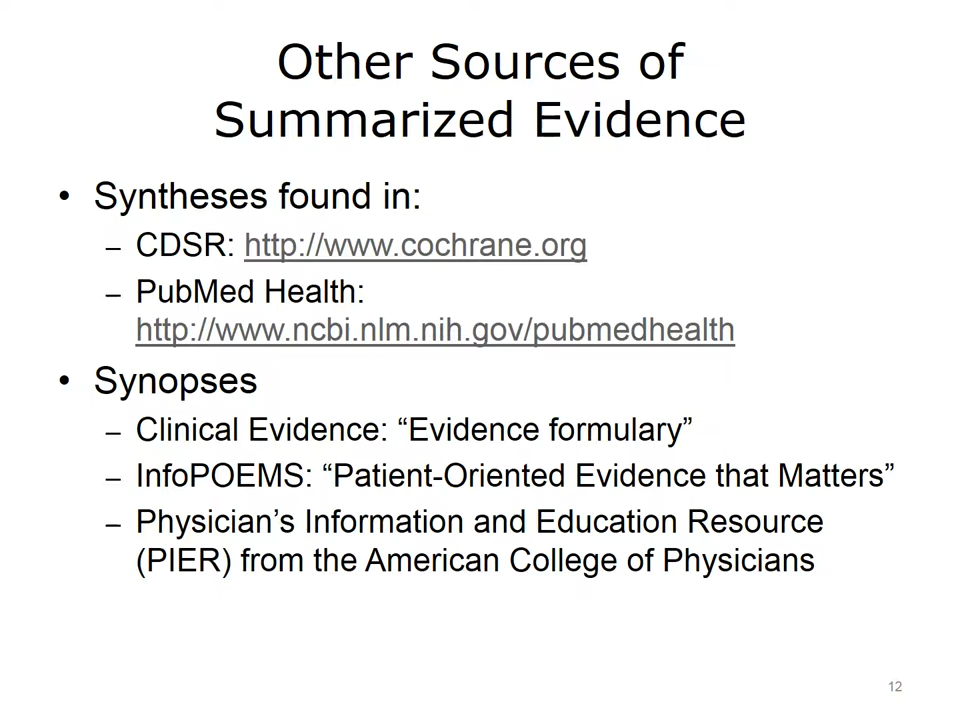 Other Sources of
Summarized Evidence
• Syntheses found in:
– CDSR: http://www.cochrane.org
– PubMed Health:
http://www.ncbi.nlm.nih.gov/pubmedhealth
• Synopses
– Clinical Evidence: “Evidence formulary”
– InfoPOEMS: “Patient-Oriented Evidence that Matters”
– Physician’s Information and Education Resource
(PIER) from the American College of Physicians
12